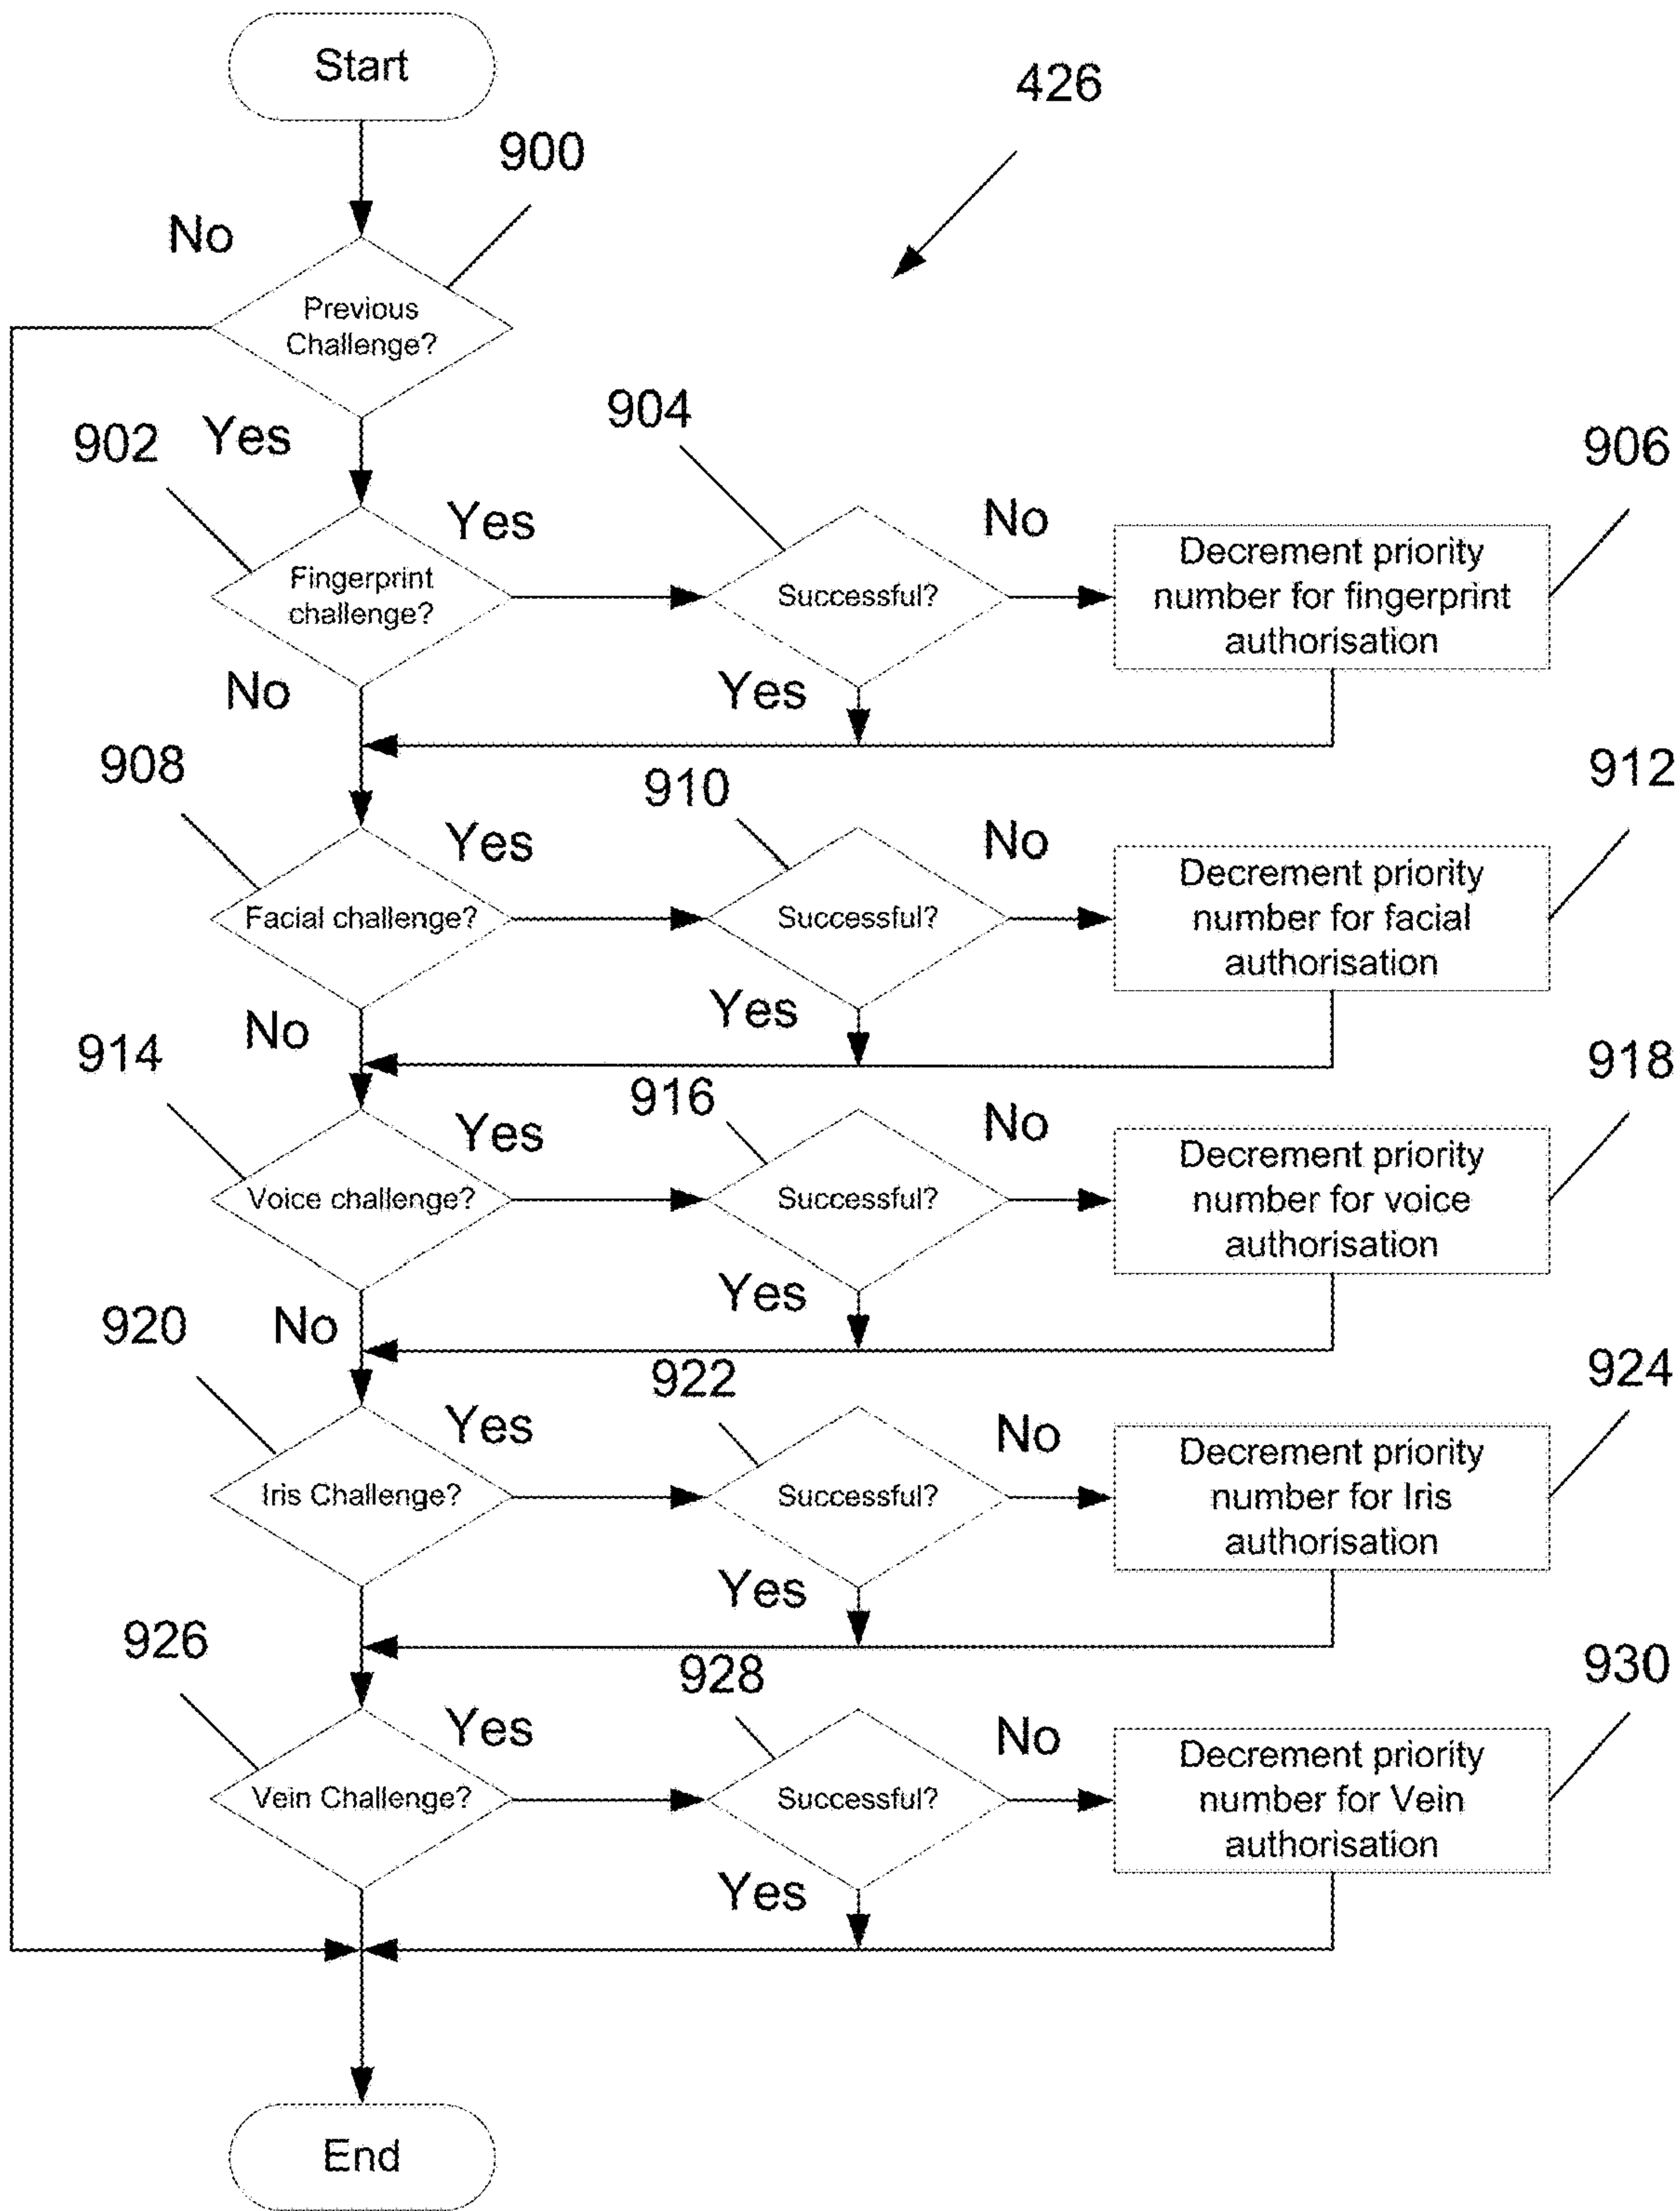 Start
426
900
No
Previous
Challenge?
Yes
902
904
906
Yes
No
Fingerprint
challenge?
Successful?
Decrement priority
number for fingerprint
authorisation
No
Yes
908
910
912
Yes
No
Facial challenge?
Successful?
Decrement priority
number for facial
authorisation
No
Yes
914
916
918
Yes
No
Voice challenge?
Successful?
Decrement priority
number for voice
authorisation
No
Yes
920
922
924
Yes
No
Iris Challenge?
Successful?
Decrement priority
number for Iris
authorisation
Yes
926
928
930
Yes
No
Vein Challenge?
Successful?
Decrement priority
number for Vein
authorisation
Yes
End